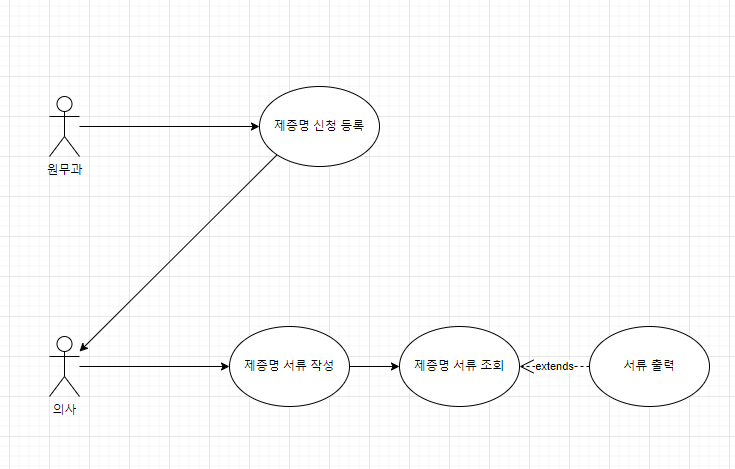 제증명 신청 등록
원무과
제증명 서류 작성
제증명 서류 조회
extends
서류 출력
의사